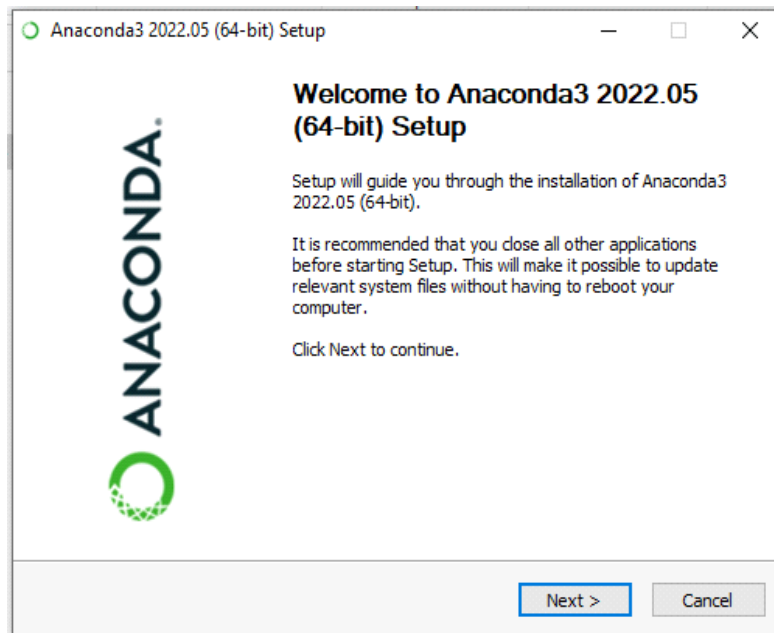 Anaconda3 2022.05 (64-bit) Setup
Welcome to Anaconda3 2022.05
(64-bit) Setup
Setup will guide you through the installation of Anaconda3
2022.05 (64-bit).
It is recommended that you close all other applications
before starting Setup. This will make it possible to update
relevant system files without having to reboot your
computer.
Click Next to continue.
ANACONDA.
Next >
Cancel